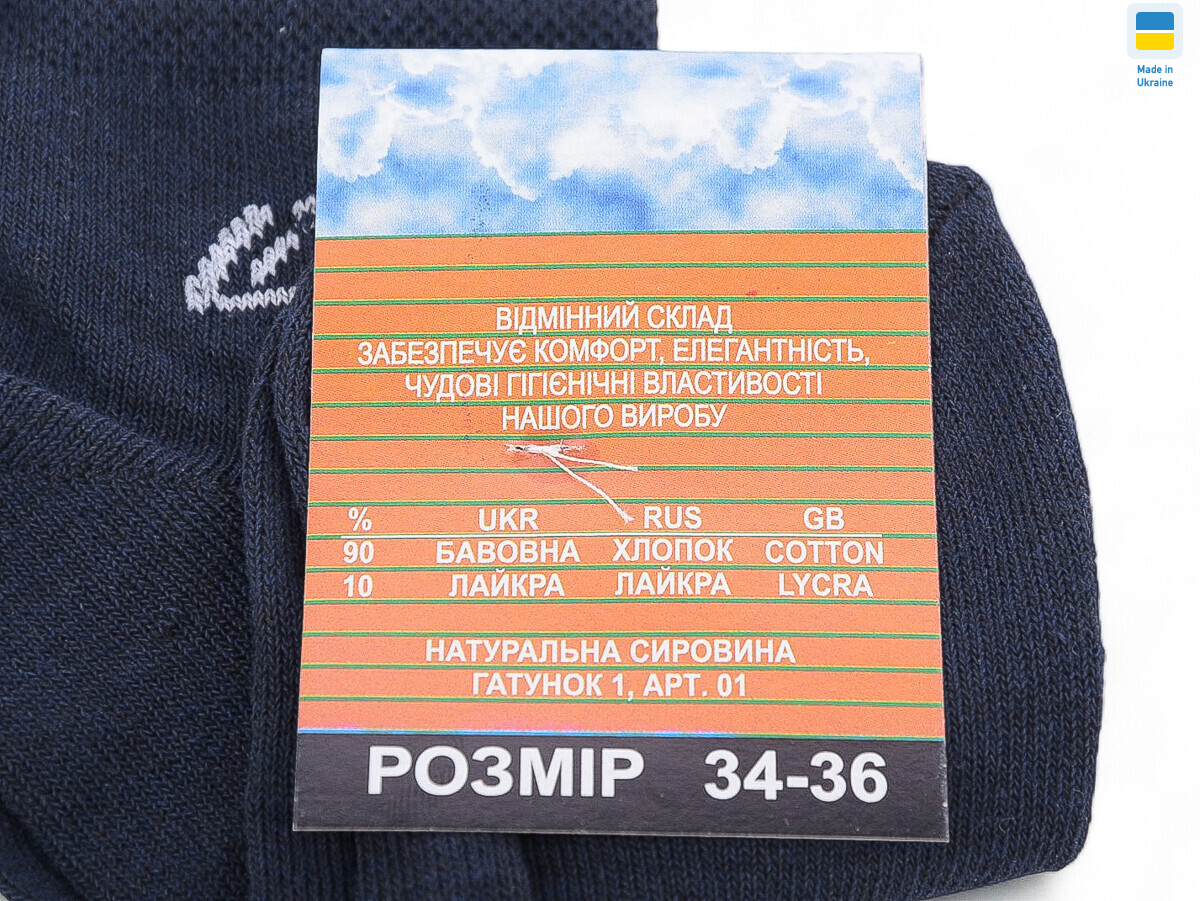 Made in
Ukraine
ВІДМІННИЙ СКЛАД
ЗАБЕЗПЕЧУЄ КОМФОРТ, ЕЛЕГАНТНІСТЬ,
ЧУДОВІ ГІГІЄНІЧНІ ВЛАСТИВОСТІ
НАШОГО ВИРОБУ
% UKR RUS GB
90 БАВОВНА ХЛОПОК COTTON
10 ЛАЙКРА ЛАЙКРА LYCRA
НАТУРАЛЬНА СИРОВИНА
ГАТУНОК 1, АРТ. 01
РОЗМІР 34-36